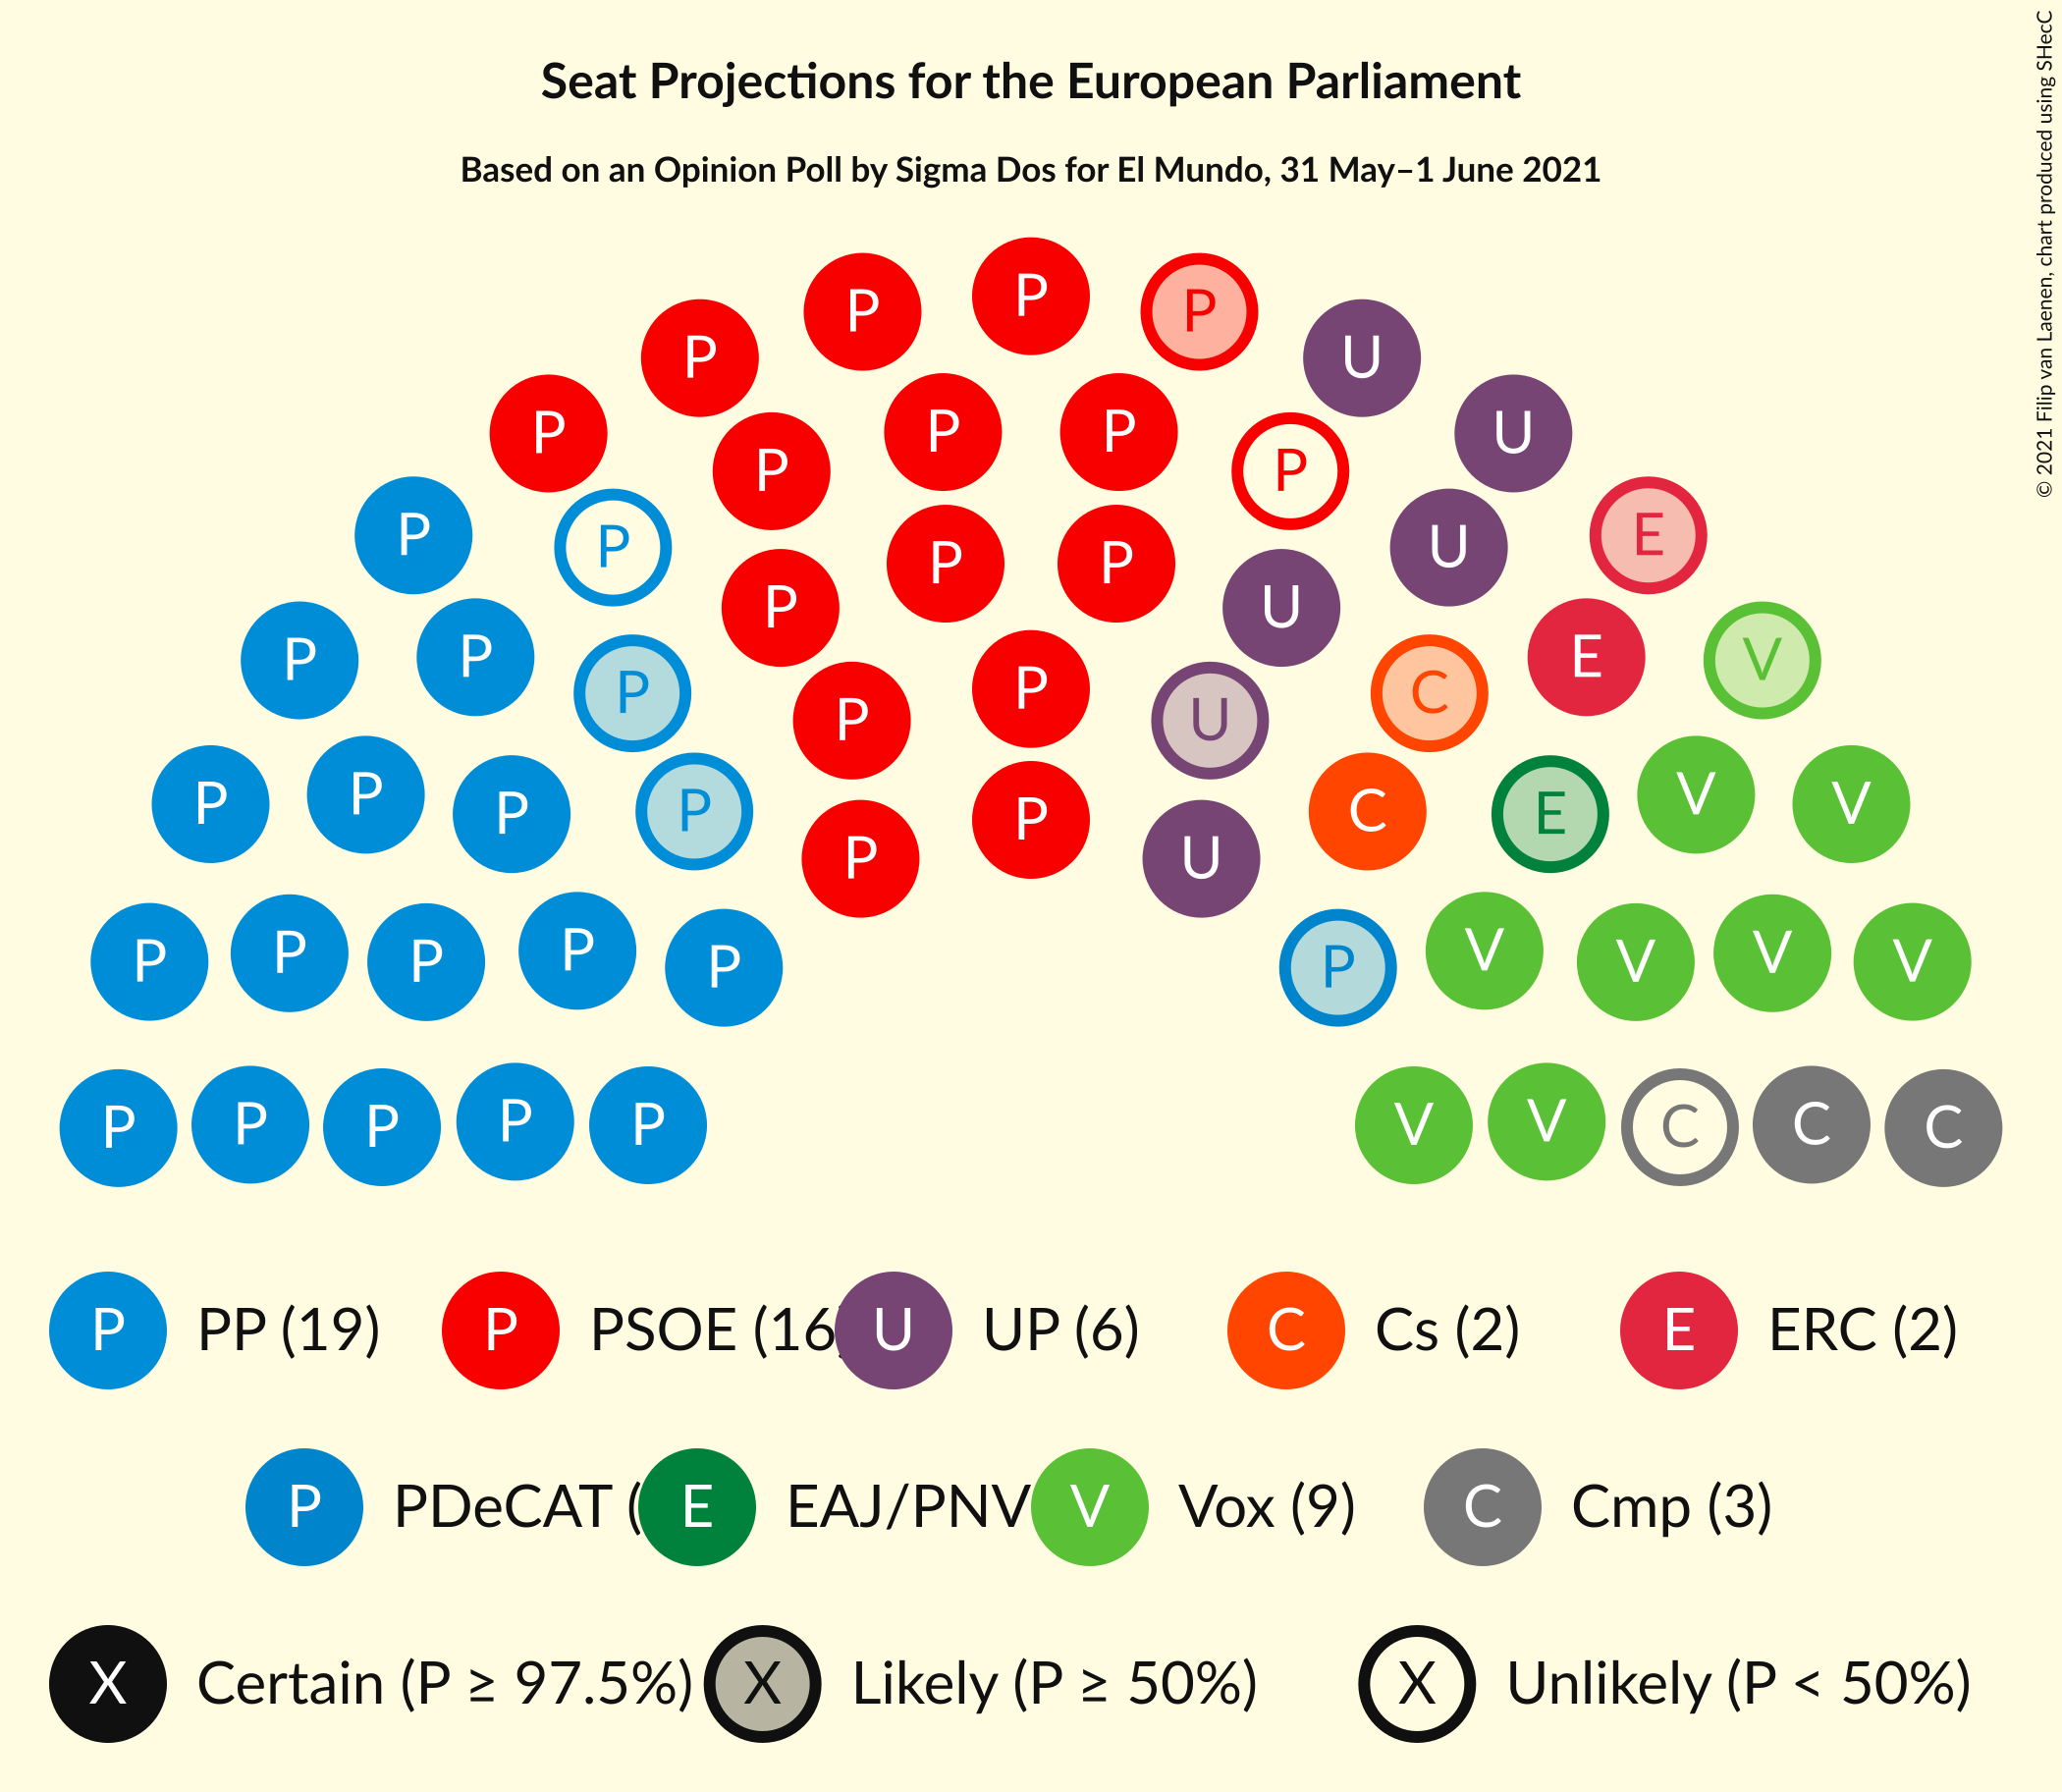 Seat Projections for the European Parliament
Based on an Opinion Poll by Sigma Dos for El Mundo, 31 May–1 June 2021
© 2021 Filip van Laenen, chart produced using SHecC
P
P P
P U
P P P U
P P
P P P P U E
P U
P P P P C E V
P U
P P P P P C E V V
P U
P P P P P P V V V V
P P P P P V V C C C
P PP (19) P PSOE (16 U UP (6) C Cs (2) E ERC (2)
P PDeCAT ( E EAJ/PNV V Vox (9) C Cmp (3)
X Certain (P ≥ 97.5%) X Likely (P ≥ 50%) X Unlikely (P < 50%)